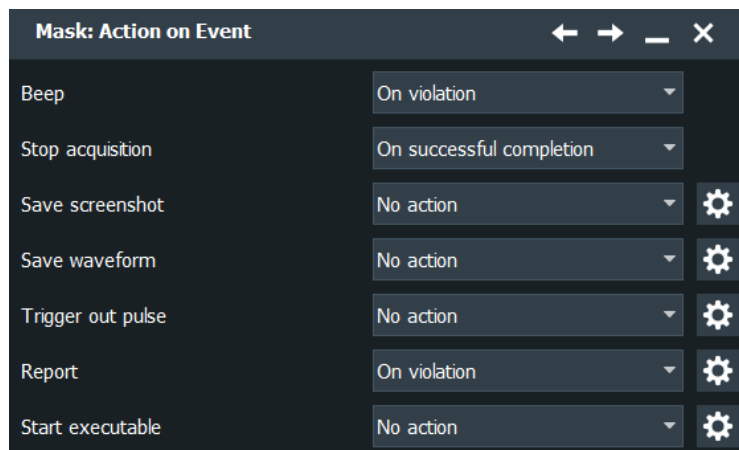 Mask: Action on Event
Beep On violation
Stop acquisition On successful completion
Save screenshot No action
Save waveform No action
Trigger out pulse No action
Report On violation
Start executable No action